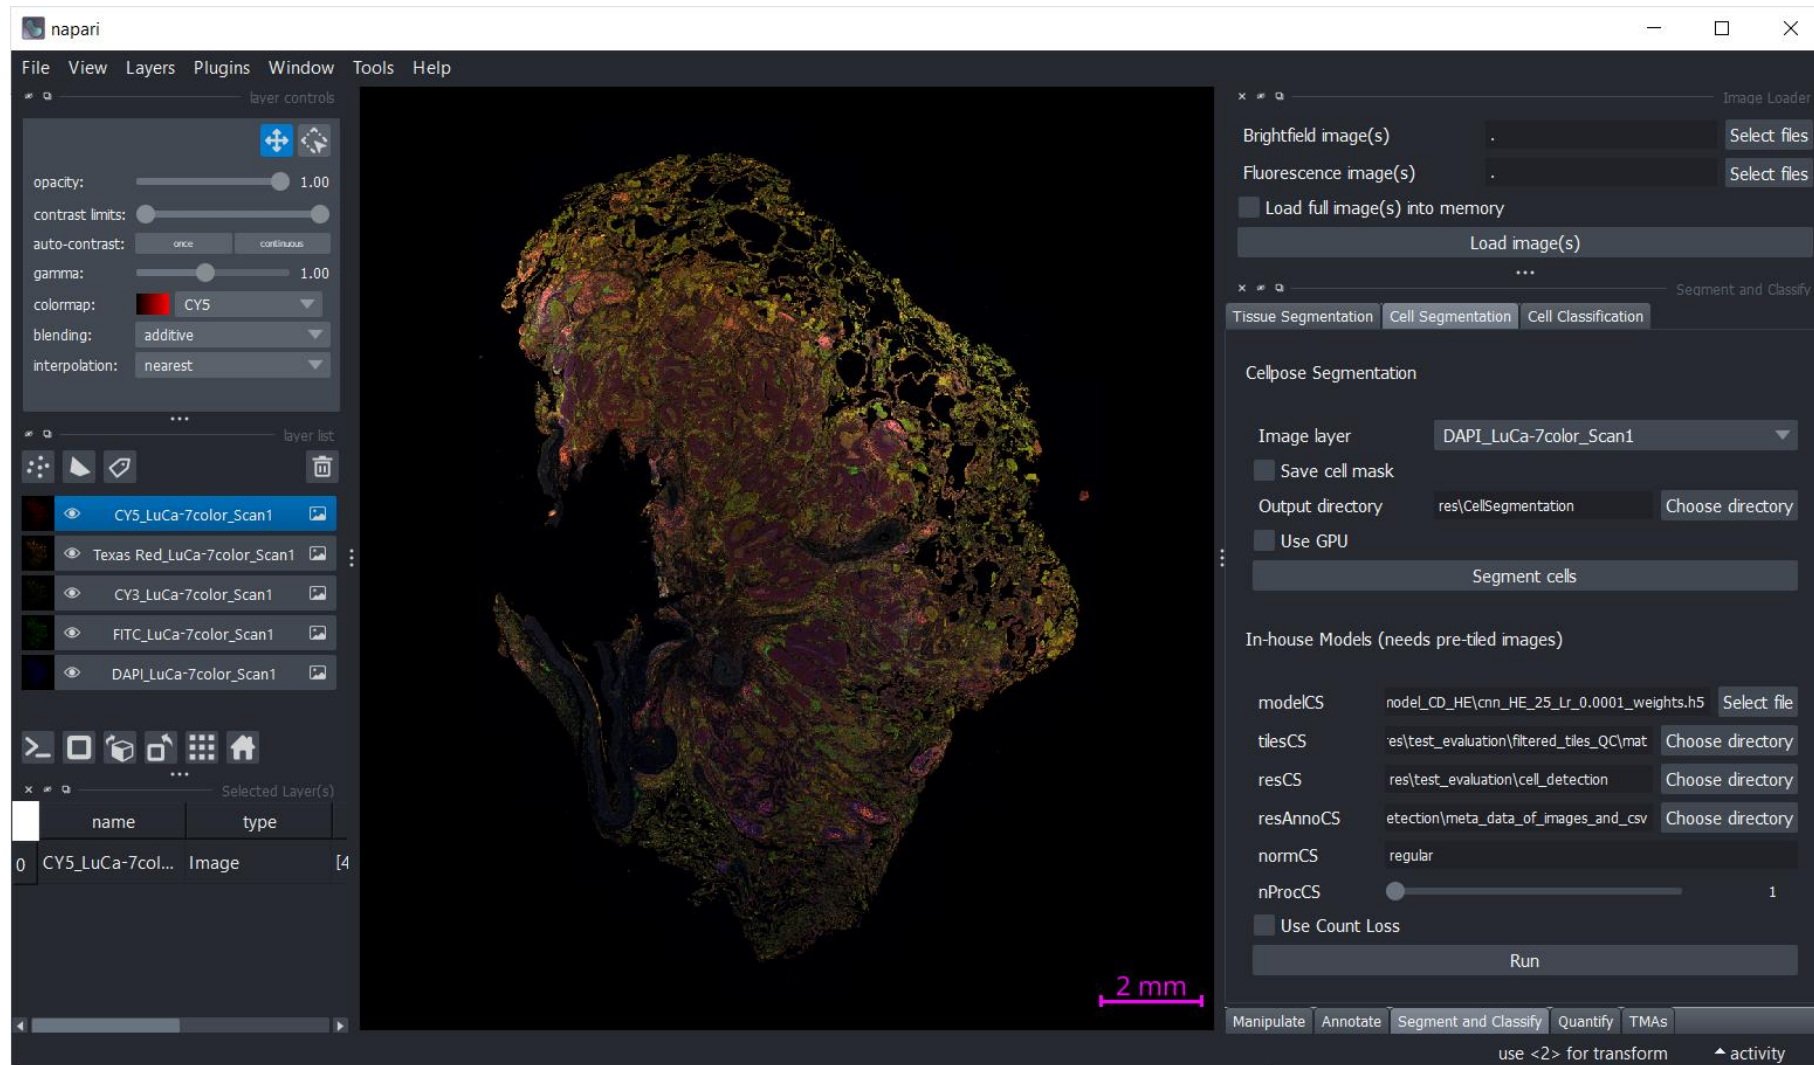 napari
File View Layers Plugins Window Tools Help
layer controls
opacity: 1.00
contrast limits:
auto-contrast: once continuous
gamma: 1.00
colormap: CY5
blending: additive
interpolation: nearest
layer list
CY5_LuCa-7color_Scan1
Texas Red_LuCa-7color_Scan1
CY3_LuCa-7color_Scan1
FITC_LuCa-7color_Scan1
DAPI_LuCa-7color_Scan1
Selected Layer(s)
name type
0 CY5_LuCa-7col... Image [4
2 mm
Image Loader
Brightfield image(s) . Select files
Fluorescence image(s) . Select files
Load full image(s) into memory
Load image(s)
Segment and Classify
Tissue Segmentation Cell Segmentation Cell Classification
Cellpose Segmentation
Image layer DAPI_LuCa-7color_Scan1
Save cell mask
Output directory res\CellSegmentation Choose directory
Use GPU
Segment cells
In-house Models (needs pre-tiled images)
modelCS nodel_CD_HE\cnn_HE_25_Lr_0.0001_weights.h5 Select file
tilesCS res\test_evaluation\filtered_tiles_QC\mat Choose directory
resCS res\test_evaluation\cell_detection Choose directory
resAnnoCS etection\meta_data_of_images_and_csv Choose directory
normCS regular
nProcCS 1
Use Count Loss
Run
Manipulate Annotate Segment and Classify Quantify TMAs
use <2> for transform activity